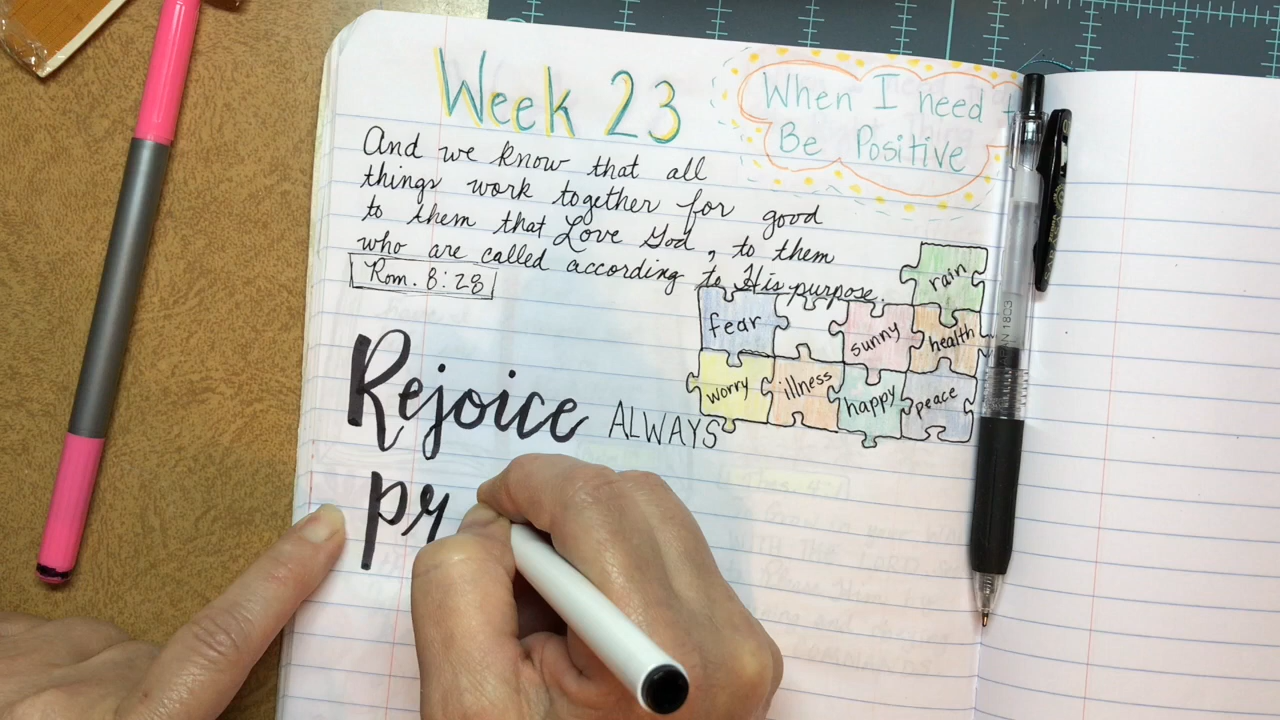 Week 23
When I need t
Be Positive
And we know that all
things work together for good
to them that Love God, to them
who are called according to His purpose.
Rom. 8:28
rain
fear
sunny
health
worry
illness
happy
peace
Rejoice ALWAYS
pr